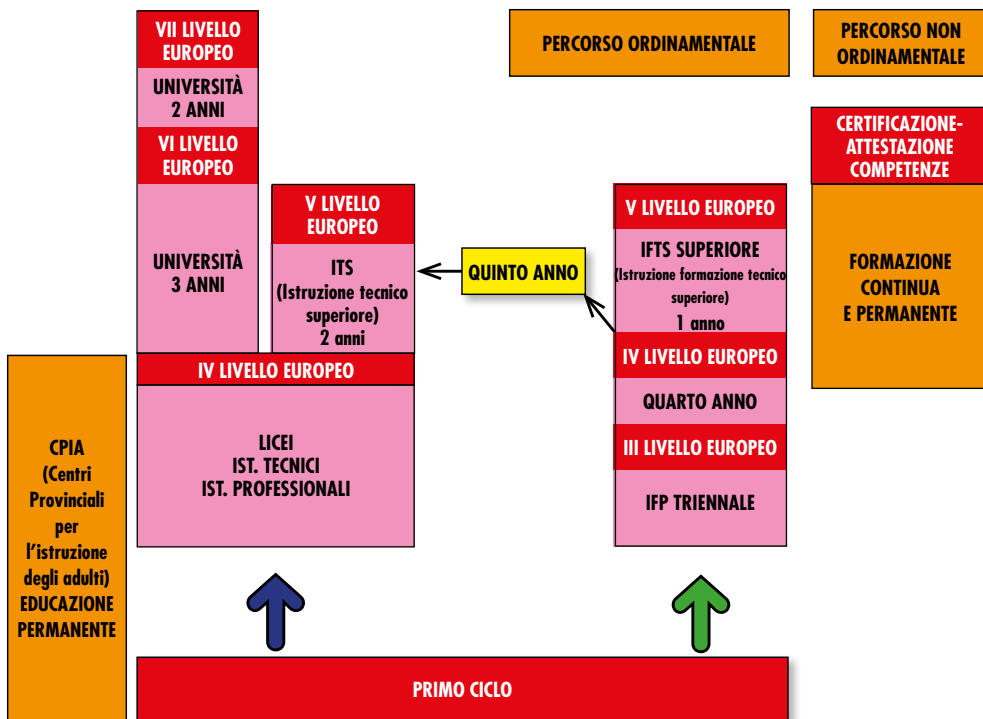 VII LIVELLO
EUROPEO
UNIVERSITÀ
2 ANNI
VI LIVELLO
EUROPEO
UNIVERSITÀ
3 ANNI
V LIVELLO
EUROPEO
ITS
(Istruzione tecnico
superiore)
2 anni
IV LIVELLO EUROPEO
LICEI
IST. TECNICI
IST. PROFESSIONALI
CPIA
(Centri
Provinciali
per
l'istruzione
degli adulti)
EDUCAZIONE
PERMANENTE
QUINTO ANNO
PERCORSO ORDINAMENTALE
V LIVELLO EUROPEO
IFTS SUPERIORE
(Istruzione formazione tecnico
superiore)
1 anno
IV LIVELLO EUROPEO
QUARTO ANNO
III LIVELLO EUROPEO
IFP TRIENNALE
PERCORSO NON
ORDINAMENTALE
CERTIFICAZIONE-
ATTESTAZIONE
COMPETENZE
FORMAZIONE
CONTINUA
E PERMANENTE
PRIMO CICLO